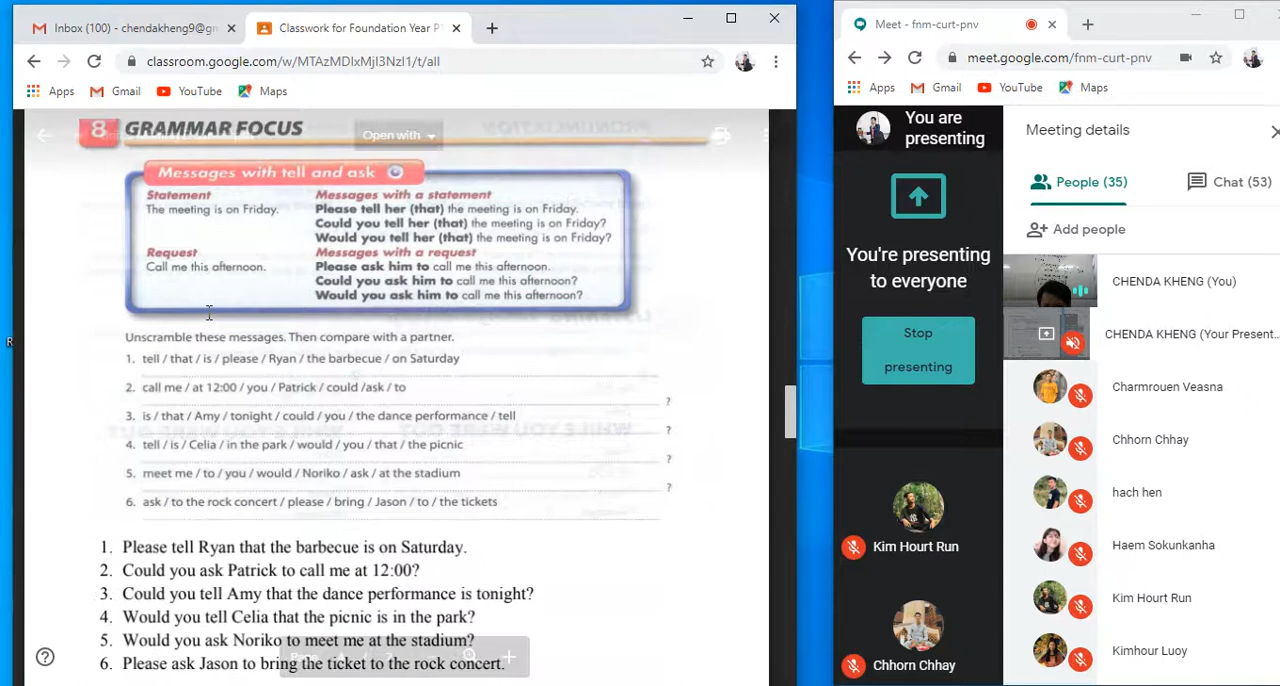 Inbox (100) - chendakheng9@gm
Classwork for Foundation Year P
classroom.google.com/w/MTAzMDIxMjI3NzI1/t/all
Apps
Gmail
YouTube
Maps
8 GRAMMAR FOCUS
Open with
Messages with tell and ask
Statement
The meeting is on Friday.
Messages with a statement
Please tell her (that) the meeting is on Friday.
Could you tell her (that) the meeting is on Friday?
Would you tell her (that) the meeting is on Friday?
Request
Call me this afternoon.
Messages with a request
Please ask him to call me this afternoon.
Could you ask him to call me this afternoon?
Would you ask him to call me this afternoon?
Unscramble these messages. Then compare with a partner.
1. tell / that / is / please / Ryan / the barbecue / on Saturday
2. call me / at 12:00 / you / Patrick / could /ask / to
?
3. is / that / Amy / tonight / could / you / the dance performance / tell
?
4. tell / is / Celia / in the park / would / you / that / the picnic
?
5. meet me / to / you / would / Noriko / ask / at the stadium
?
6. ask / to the rock concert / please / bring / Jason / to / the tickets
1. Please tell Ryan that the barbecue is on Saturday.
2. Could you ask Patrick to call me at 12:00?
3. Could you tell Amy that the dance performance is tonight?
4. Would you tell Celia that the picnic is in the park?
5. Would you ask Noriko to meet me at the stadium?
6. Please ask Jason to bring the ticket to the rock concert.
Meet - fnm-curt-pnv
meet.google.com/fnm-curt-pnv
Apps
Gmail
YouTube
Maps
You are
presenting
You're presenting
to everyone
Stop
presenting
Kim Hourt Run
Chhorn Chhay
Meeting details
People (35)
Chat (53)
Add people
CHENDA KHENG (You)
CHENDA KHENG (Your Present...
Charmrouen Veasna
Chhorn Chhay
hach hen
Haem Sokunkanha
Kim Hourt Run
Kimhour Luoy